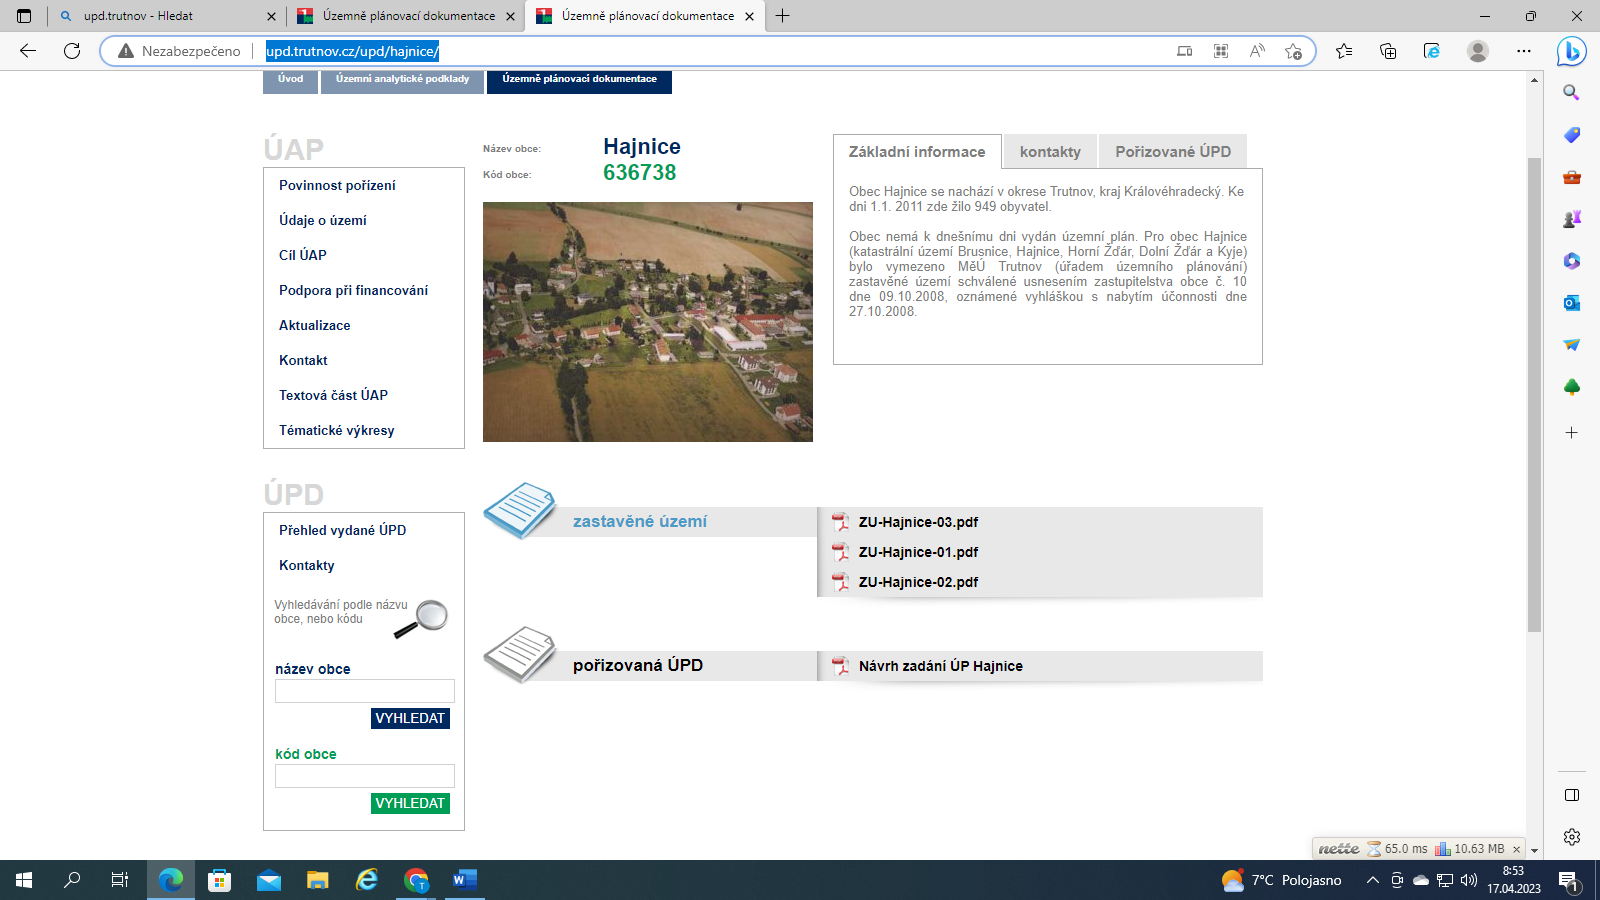 upd.trutnov - Hledat
Územně plánovací dokumentace
Územně plánovací dokumentace
Nezabezpečeno
upd.trutnov.cz/upd/hajnice/
Úvod
Územní analytické podklady
Územně plánovací dokumentace
ÚAP
Povinnost pořízení
Údaje o území
Cíl ÚAP
Podpora při financování
Aktualizace
Kontakt
Textová část ÚAP
Tématické výkresy
Název obce:
Hajnice
Kód obce:
636738
Základní informace
kontakty
Pořizované ÚPD
Obec Hajnice se nachází v okrese Trutnov, kraj Královéhradecký. Ke
dni 1.1. 2011 zde žilo 949 obyvatel.
Obec nemá k dnešnímu dni vydán územní plán. Pro obec Hajnice
(katastrální území Brusnice, Hajnice, Horní Žďár, Dolní Žďár a Kyje)
bylo vymezeno MěÚ Trutnov (úřadem územního plánování)
zastavěné území schválené usnesením zastupitelstva obce č. 10
dne 09.10.2008, oznámené vyhláškou s nabytím účonnosti dne
27.10.2008.
ÚPD
Přehled vydané ÚPD
Kontakty
Vyhledávání podle názvu
obce, nebo kódu
název obce
VYHLEDAT
kód obce
VYHLEDAT
zastavěné území
ZU-Hajnice-03.pdf
ZU-Hajnice-01.pdf
ZU-Hajnice-02.pdf
pořizovaná ÚPD
Návrh zadání ÚP Hajnice
nette
65.0 ms
10.63 MB
7°C Polojasno
8:53
17.04.2023
1